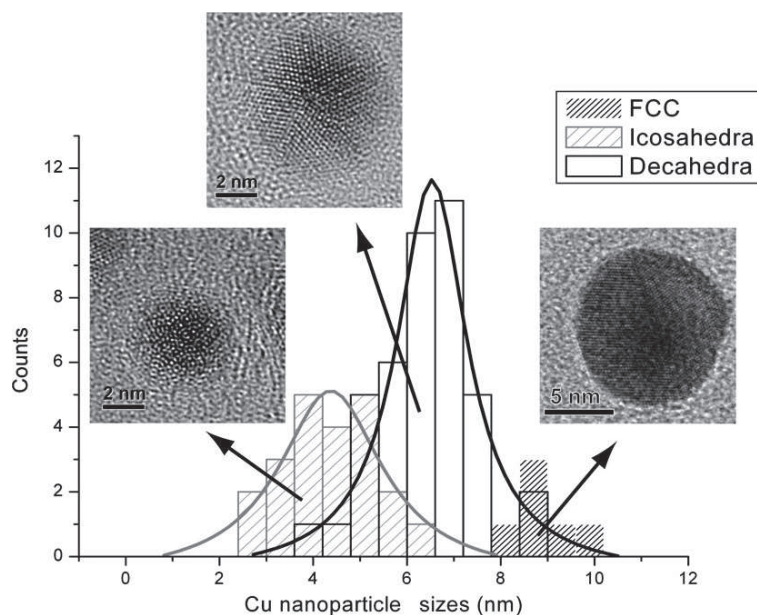 2 nm
FCC
Icosahedra
Decahedra
2 nm
5 nm
Counts
12
10
8
6
4
2
0
0
2
4
6
8
10
12
Cu nanoparticle sizes (nm)